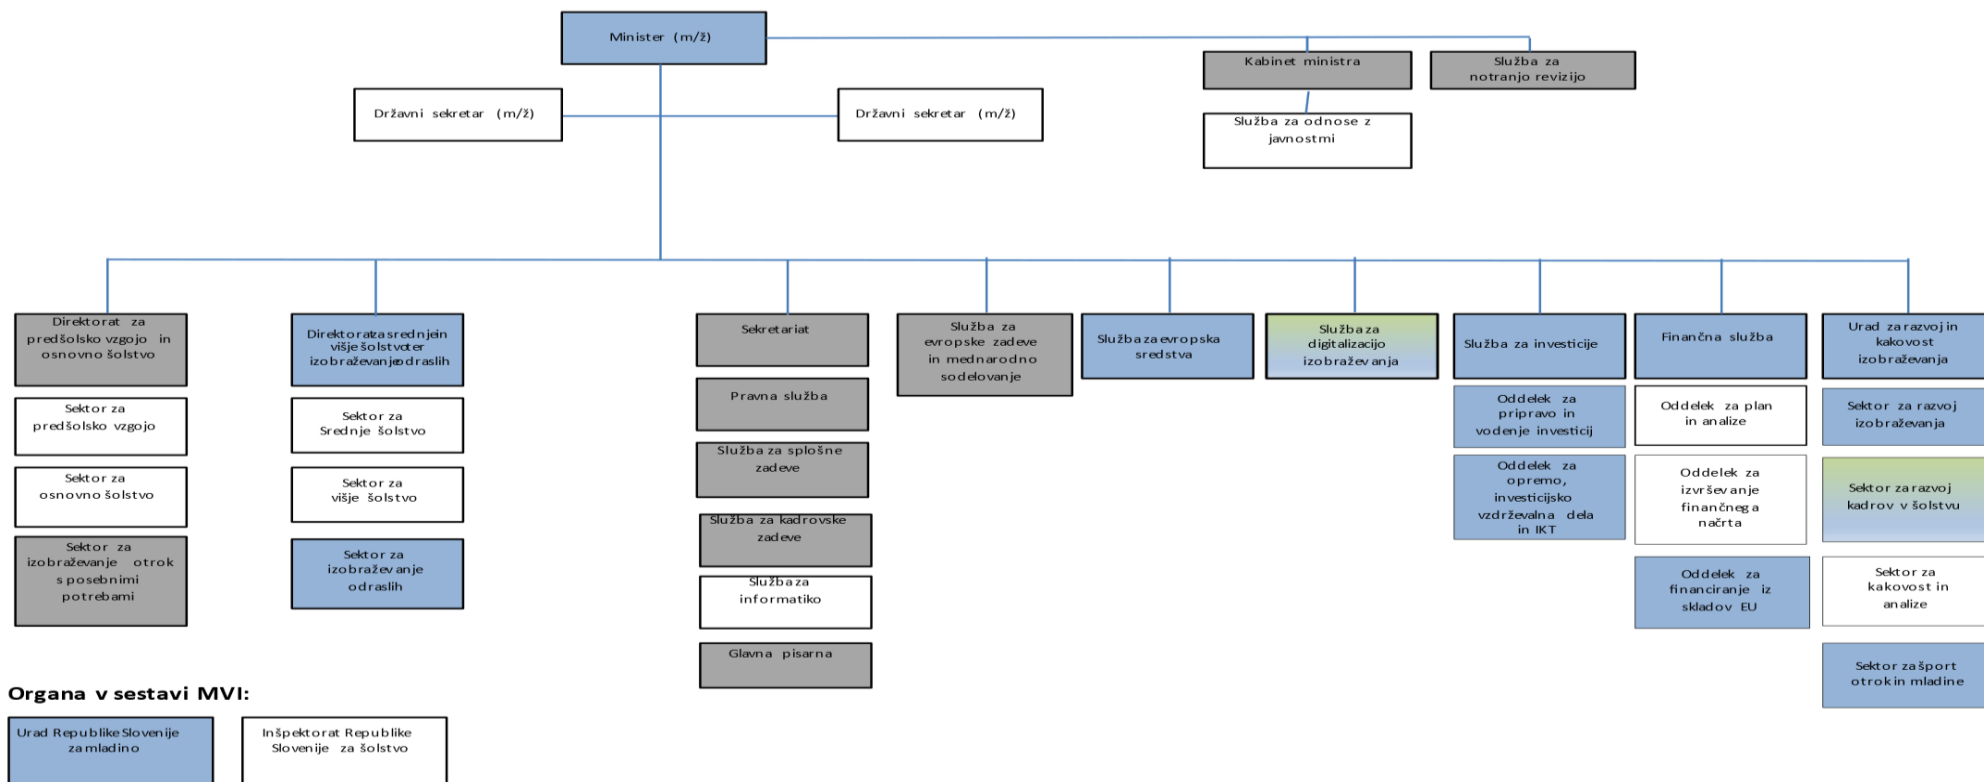 Minister (m/ž)
Kabinet ministra
Služba za
notranjo revizijo
Državni sekretar (m/ž)
Državni sekretar (m/ž)
Služba za odnose z
javnostmi
Direktorat za
predšolsko vzgojo in
osnovno šolstvo
Sektor za
predšolsko vzgojo
Sektor za
osnovno šolstvo
Sektor za
izobraževanje otrok
s posebnimi
potrebami
Direktorat za srednje in
višje šolstvo ter
izobraževanje odraslih
Sektor za
Srednje šolstvo
Sektor za
višje šolstvo
Sektor za
izobraževanje
odraslih
Sekretariat
Pravna služba
Služba za splošne
zadeve
Služba za kadrovske
zadeve
Služba za
informatiko
Glavna pisarna
Služba za
evropske zadeve
in mednarodno
sodelovanje
Služba za evropska
sredstva
Služba za
digitalizacijo
izobraževanja
Služba za investicije
Oddelek za
pripravo in
vodenje investicij
Oddelek za
opremo,
investicijsko
vzdrževalna dela
in IKT
Finančna služba
Oddelek za plan
in analize
Oddelek za
izvrševanje
finančnega
načrta
Oddelek za
financiranje iz
skladov EU
Urad za razvoj in
kakovost
izobraževanja
Sektor za razvoj
izobraževanja
Sektor za razvoj
kadrov v šolstvu
Sektor za
kakovost in
analize
Sektor za šport
otrok in mladine
Organa v sestavi MVI:
Urad Republike Slovenije
za mladino
Inšpektorat Republike
Slovenije za šolstvo